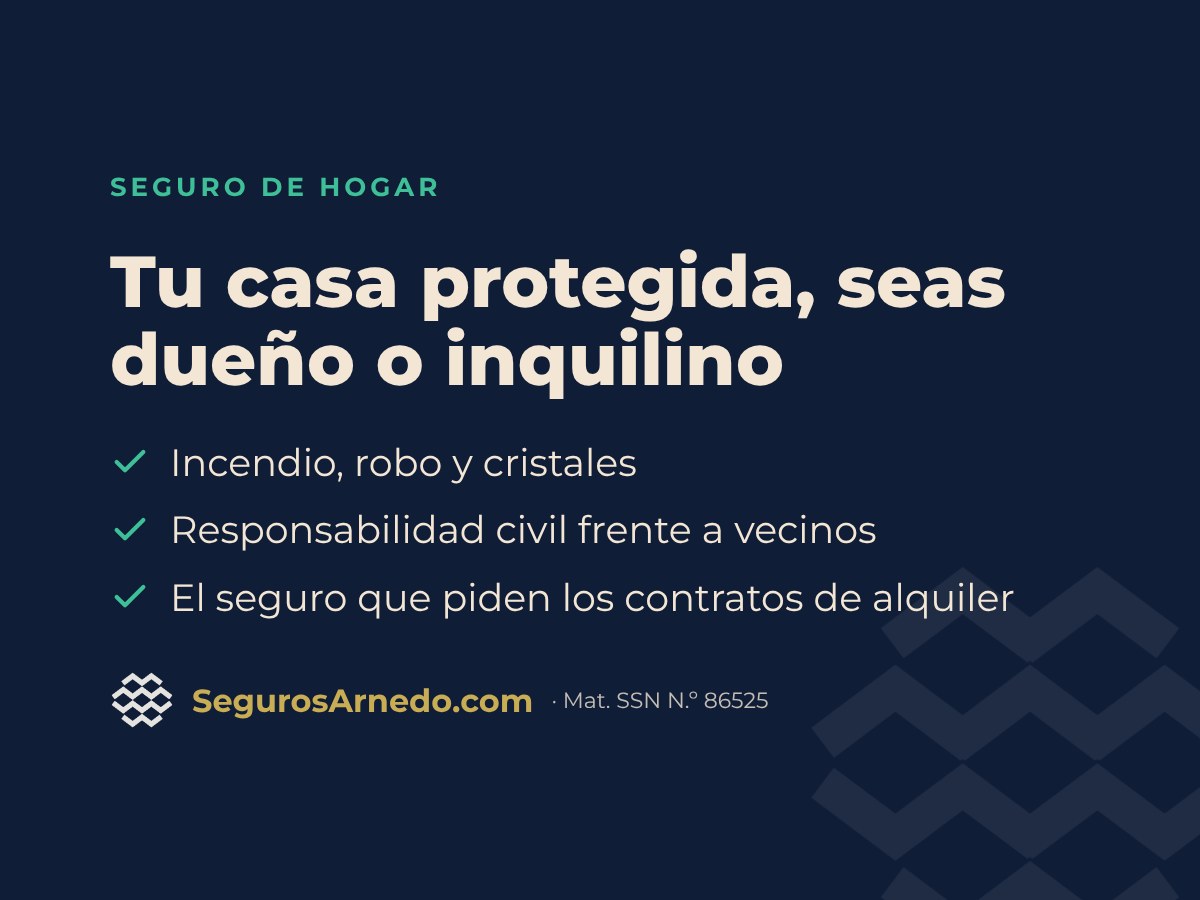 SEGURO DE HOGAR
Tu casa protegida, seas
dueño o inquilino
Incendio, robo y cristales
Responsabilidad civil frente a vecinos
El seguro que piden los contratos de alquiler
SegurosArnedo.com · Mat. SSN N.º 86525